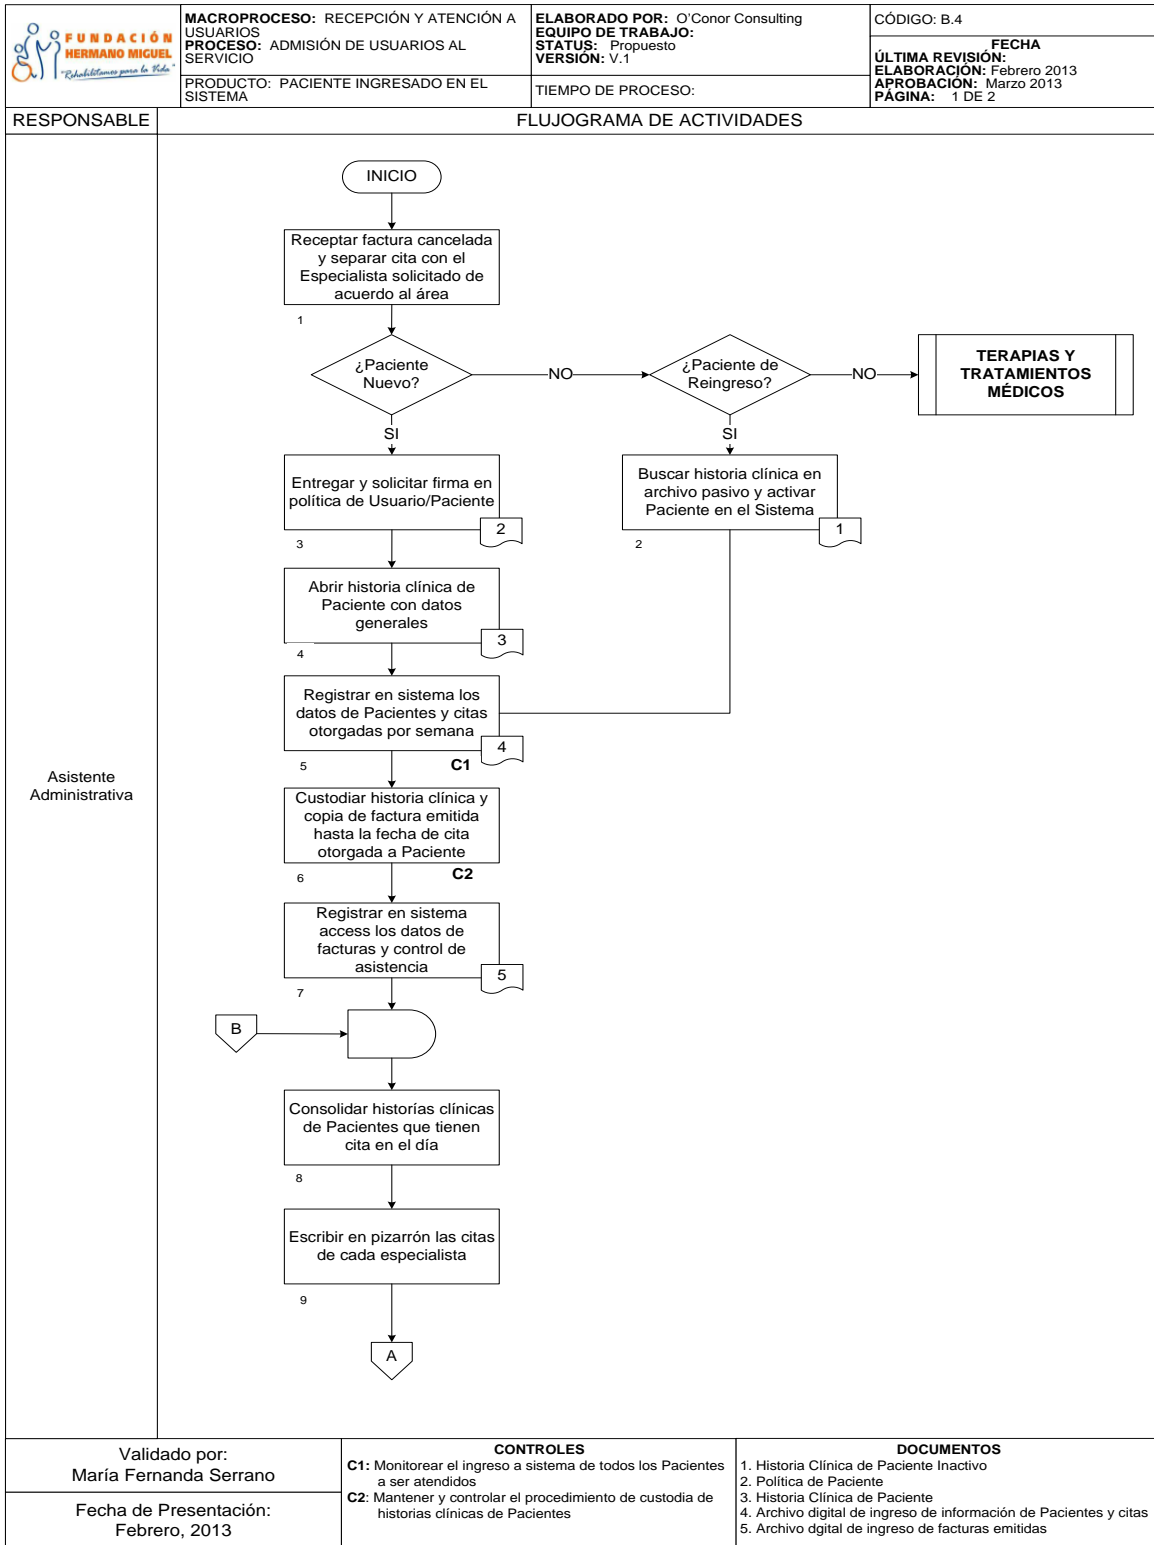 FUNDACIÓN
HERMANO MIGUEL
"Rehabilitamos para la Vida"
MACROPROCESO: RECEPCIÓN Y ATENCIÓN A
USUARIOS
PROCESO: ADMISIÓN DE USUARIOS AL
SERVICIO
PRODUCTO: PACIENTE INGRESADO EN EL
SISTEMA
ELABORADO POR: O'Conor Consulting
EQUIPO DE TRABAJO:
STATUS: Propuesto
VERSIÓN: V.1
TIEMPO DE PROCESO:
CÓDIGO: B.4
FECHA
ÚLTIMA REVISIÓN:
ELABORACIÓN: Febrero 2013
APROBACIÓN: Marzo 2013
PÁGINA: 1 DE 2
RESPONSABLE
FLUJOGRAMA DE ACTIVIDADES
Asistente
Administrativa
INICIO
Receptar factura cancelada
y separar cita con el
Especialista solicitado de
acuerdo al área
1
¿Paciente
Nuevo?
NO
¿Paciente de
Reingreso?
NO
TERAPIAS Y
TRATAMIENTOS
MÉDICOS
SI
SI
Entregar y solicitar firma en
política de Usuario/Paciente
2
3
Buscar historia clínica en
archivo pasivo y activar
Paciente en el Sistema
1
2
Abrir historia clínica de
Paciente con datos
generales
3
4
Registrar en sistema los
datos de Pacientes y citas
otorgadas por semana
4
5
C1
Custodiar historia clínica y
copia de factura emitida
hasta la fecha de cita
otorgada a Paciente
6
C2
Registrar en sistema
access los datos de
facturas y control de
asistencia
5
7
B
Consolidar historías clínicas
de Pacientes que tienen
cita en el día
8
Escribir en pizarrón las citas
de cada especialista
9
A
Validado por:
María Fernanda Serrano
Fecha de Presentación:
Febrero, 2013
CONTROLES
C1: Monitorear el ingreso a sistema de todos los Pacientes
a ser atendidos
C2: Mantener y controlar el procedimiento de custodia de
historias clínicas de Pacientes
DOCUMENTOS
1. Historia Clínica de Paciente Inactivo
2. Política de Paciente
3. Historia Clínica de Paciente
4. Archivo dIgital de ingreso de información de Pacientes y citas
5. Archivo dgital de ingreso de facturas emitidas